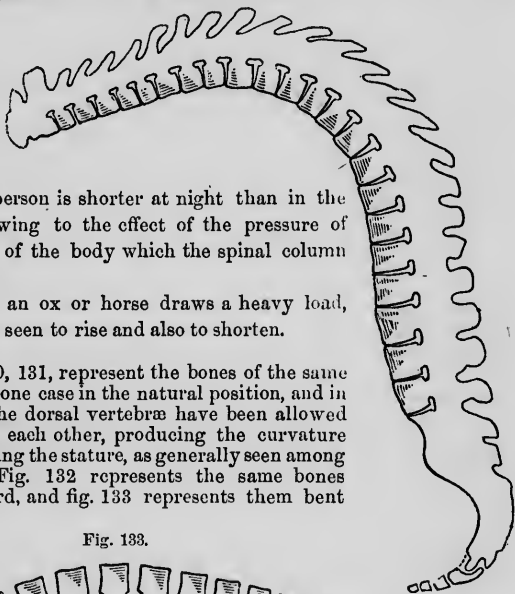 person is shorter at night than in the
wing to the effect of the pressure of
of the body which the spinal column
an ox or horse draws a heavy load,
seen to rise and also to shorten.
, 131, represent the bones of the same
one case in the natural position, and in
he dorsal vertebræ have been allowed
each other, producing the curvature
ng the stature, as generally seen among
Fig. 132 represents the same bones
rd, and fig. 133 represents them bent
Fig. 133.